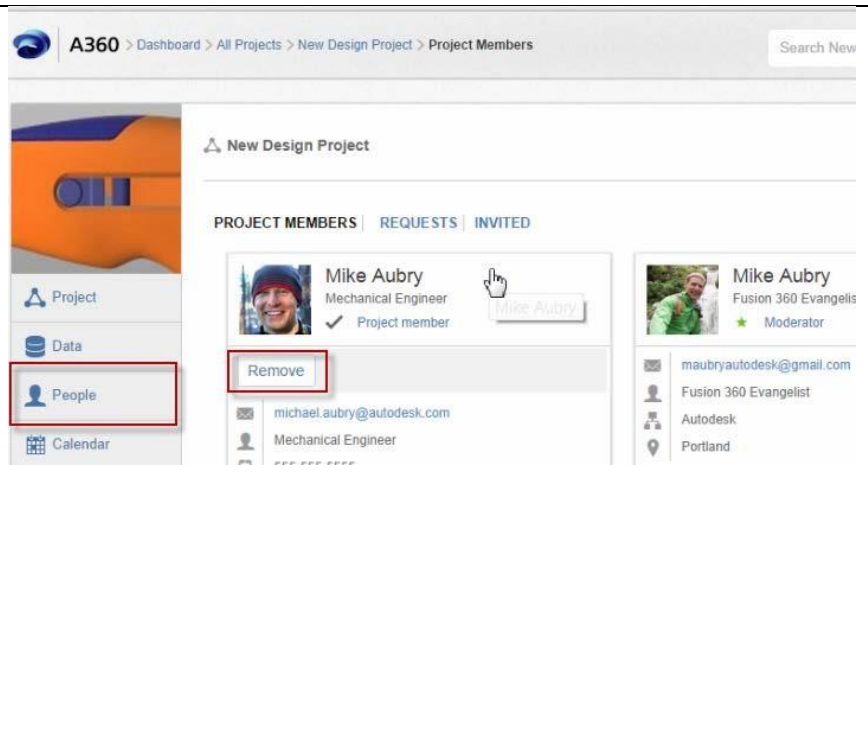 A360 > Dashboard > All Projects > New Design Project > Project Members
Search New
New Design Project
PROJECT MEMBERS | REQUESTS | INVITED
Project
Data
People
Calendar
Mike Aubry
Mechanical Engineer
Project member
Mike Aubry
Remove
michael.aubry@autodesk.com
Mechanical Engineer
Mike Aubry
Fusion 360 Evangelis
Moderator
maubryautodesk@gmail.com
Fusion 360 Evangelist
Autodesk
Portland